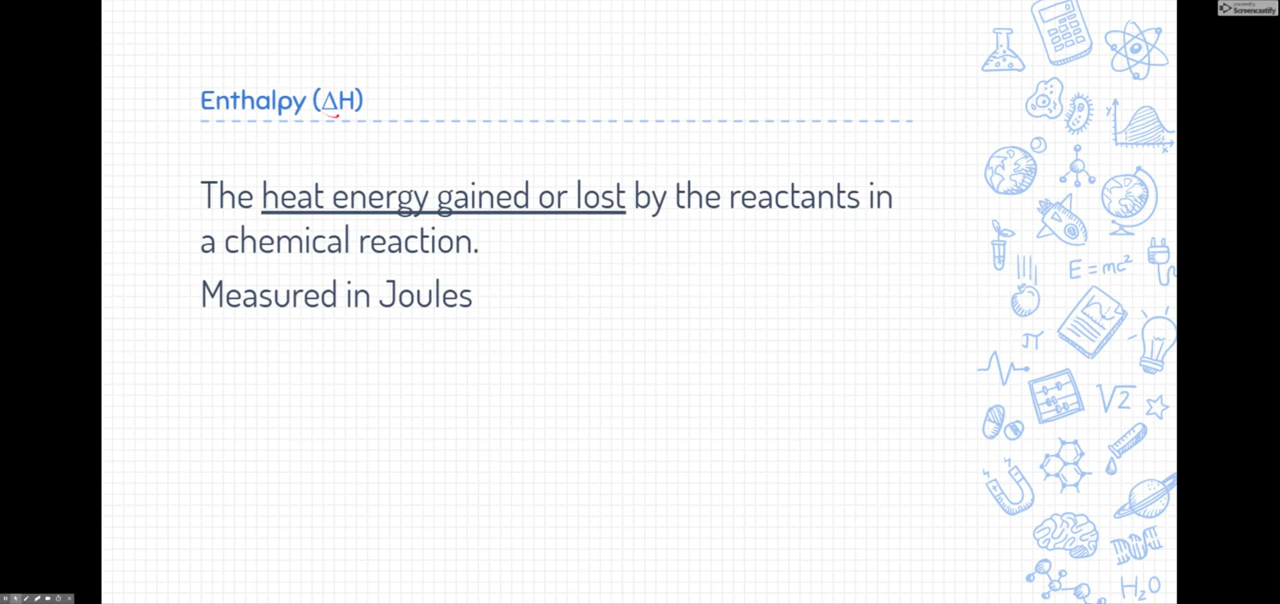 Enthalpy (ΔH)
The heat energy gained or lost by the reactants in
a chemical reaction.
Measured in Joules
Screencastify
y
x
E = mc²
π
√2
H₂O